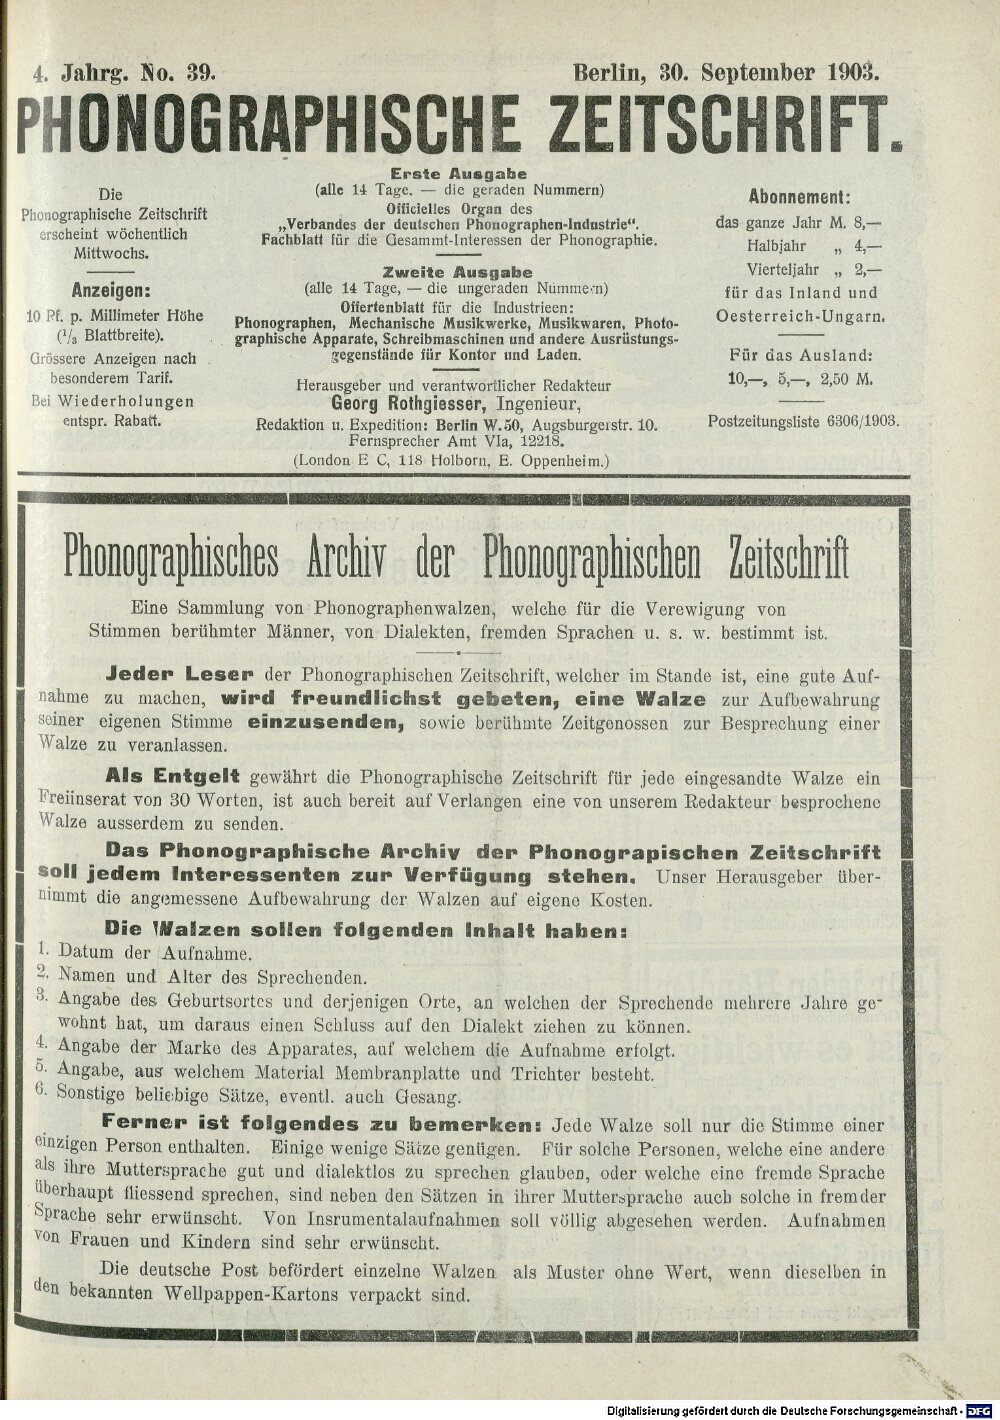 4. Jahrg. No. 39.
Berlin, 30. September 1903.
PHONOGRAPHISCHE ZEITSCHRIFT.
Die
Phonographische Zeitschrift
erscheint wöchentlich
Mittwochs.
Anzeigen:
10 Pf. p. Millimeter Höhe
(1/3 Blattbreite).
Grössere Anzeigen nach
besonderem Tarif.
Bei Wiederholungen
entspr. Rabatt.
Erste Ausgabe
(alle 14 Tage, — die geraden Nummern)
Officielles Organ des
„Verbandes der deutschen Phonographen-Industrie“.
Fachblatt für die Gesammt-Interessen der Phonographie.
Zweite Ausgabe
(alle 14 Tage, — die ungeraden Nummern)
Offertenblatt für die Industrieen:
Phonographen, Mechanische Musikwerke, Musikwaren, Photo-
graphische Apparate, Schreibmaschinen und andere Ausrüstungs-
gegenstände für Kontor und Laden.
Herausgeber und verantwortlicher Redakteur
Georg Rothgiesser, Ingenieur,
Redaktion u. Expedition: Berlin W.50, Augsburgerstr. 10.
Fernsprecher Amt VIa, 12218.
(London E C, 118 Holborn, E. Oppenheim.)
Abonnement:
das ganze Jahr M. 8,—
Halbjahr „ 4,—
Vierteljahr „ 2,—
für das Inland und
Oesterreich-Ungarn.
Für das Ausland:
10,—, 5,—, 2,50 M.
Postzeitungsliste 6306/1903.
Phonographisches Archiv der Phonographischen Zeitschrift
Eine Sammlung von Phonographenwalzen, welche für die Verewigung von
Stimmen berühmter Männer, von Dialekten, fremden Sprachen u. s. w. bestimmt ist.
Jeder Leser der Phonographischen Zeitschrift, welcher im Stande ist, eine gute Auf-
nahme zu machen, wird freundlichst gebeten, eine Walze zur Aufbewahrung
seiner eigenen Stimme einzusenden, sowie berühmte Zeitgenossen zur Besprechung einer
Walze zu veranlassen.
Als Entgelt gewährt die Phonographische Zeitschrift für jede eingesandte Walze ein
Freiinserat von 30 Worten, ist auch bereit auf Verlangen eine von unserem Redakteur besprochene
Walze ausserdem zu senden.
Das Phonographische Archiv der Phonograpischen Zeitschrift
soll jedem Interessenten zur Verfügung stehen. Unser Herausgeber über-
nimmt die angemessene Aufbewahrung der Walzen auf eigene Kosten.
Die Walzen sollen folgenden Inhalt haben:
1. Datum der Aufnahme.
2. Namen und Alter des Sprechenden.
3. Angabe des Geburtsortes und derjenigen Orte, an welchen der Sprechende mehrere Jahre ge-
wohnt hat, um daraus einen Schluss auf den Dialekt ziehen zu können.
4. Angabe der Marke des Apparates, auf welchem die Aufnahme erfolgt.
5. Angabe, aus welchem Material Membranplatte und Trichter besteht.
6. Sonstige beliebige Sätze, eventl. auch Gesang.
Ferner ist folgendes zu bemerken: Jede Walze soll nur die Stimme einer
einzigen Person enthalten. Einige wenige Sätze genügen. Für solche Personen, welche eine andere
als ihre Muttersprache gut und dialektlos zu sprechen glauben, oder welche eine fremde Sprache
überhaupt fliessend sprechen, sind neben den Sätzen in ihrer Muttersprache auch solche in fremder
Sprache sehr erwünscht. Von Insrumentalaufnahmen soll völlig abgesehen werden. Aufnahmen
von Frauen und Kindern sind sehr erwünscht.
Die deutsche Post befördert einzelne Walzen als Muster ohne Wert, wenn dieselben in
den bekannten Wellpappen-Kartons verpackt sind.
Digitalisierung gefördert durch die Deutsche Forschungsgemeinschaft - DFG